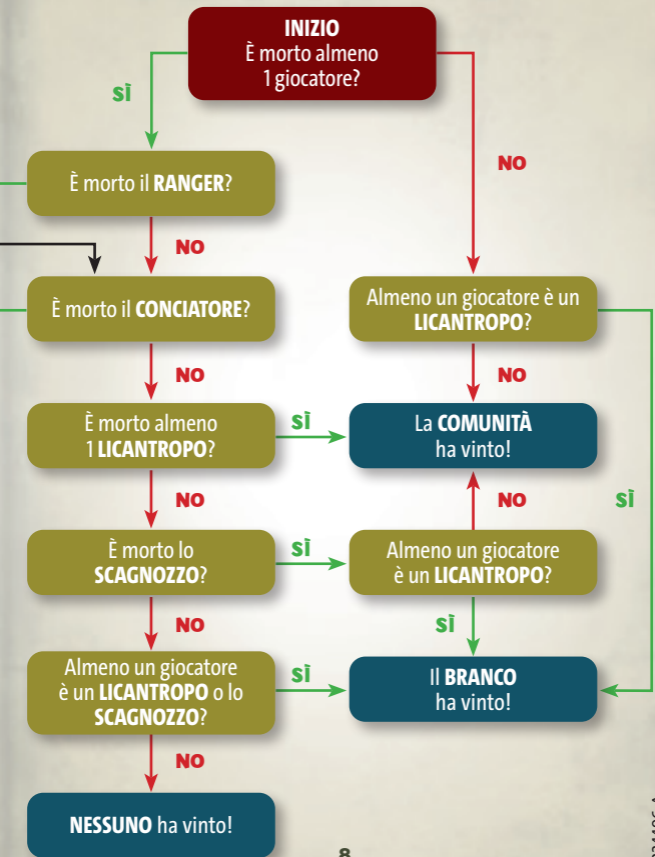 INIZIO
È morto almeno
1 giocatore?
SÌ
NO
È morto il RANGER?
NO
È morto il CONCIATORE?
Almeno un giocatore è un
LICANTROPO?
NO
NO
È morto almeno
1 LICANTROPO?
SÌ
La COMUNITÀ
ha vinto!
NO
NO
SÌ
È morto lo
SCAGNOZZO?
SÌ
Almeno un giocatore
è un LICANTROPO?
NO
SÌ
Almeno un giocatore
è un LICANTROPO o lo
SCAGNOZZO?
SÌ
Il BRANCO
ha vinto!
NO
NESSUNO ha vinto!
8